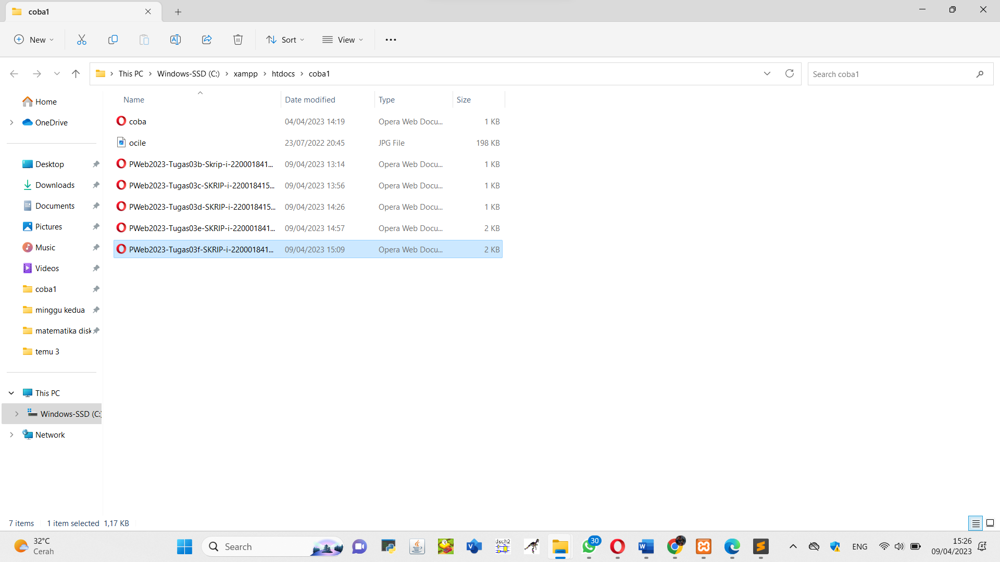 coba1
New
Sort
View
This PC
Windows-SSD (C:)
xampp
htdocs
coba1
Search coba1
Home
OneDrive
Desktop
Downloads
Documents
Pictures
Music
Videos
coba1
minggu kedua
matematika disk
temu 3
This PC
Windows-SSD (C:)
Network
Name Date modified Type Size
coba 04/04/2023 14:19 Opera Web Docu... 1 KB
ocile 23/07/2022 20:45 JPG File 198 KB
PWeb2023-Tugas03b-Skrip-i-220001841... 09/04/2023 13:14 Opera Web Docu... 1 KB
PWeb2023-Tugas03c-SKRIP-i-220018415... 09/04/2023 13:56 Opera Web Docu... 1 KB
PWeb2023-Tugas03d-SKRIP-i-220018415... 09/04/2023 14:26 Opera Web Docu... 1 KB
PWeb2023-Tugas03e-SKRIP-i-220001841... 09/04/2023 14:57 Opera Web Docu... 2 KB
PWeb2023-Tugas03f-SKRIP-i-220001841... 09/04/2023 15:09 Opera Web Docu... 2 KB
7 items 1 item selected 1,17 KB
32°C
Cerah
Search
dsch2
30
ENG
15:26
09/04/2023